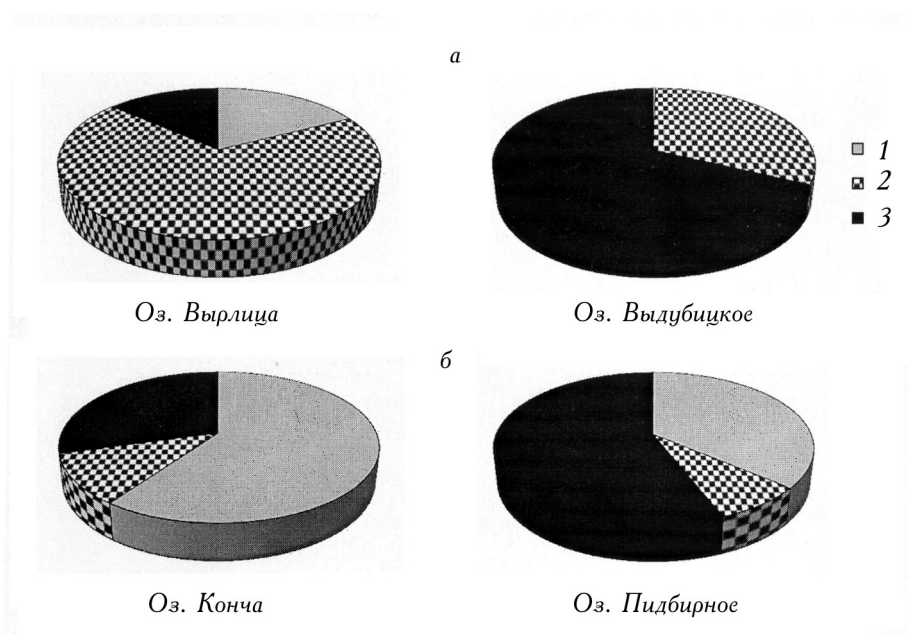 а
1
2
3
Оз. Вырлица
Оз. Выдубицкое
б
Оз. Конча
Оз. Пидбирное